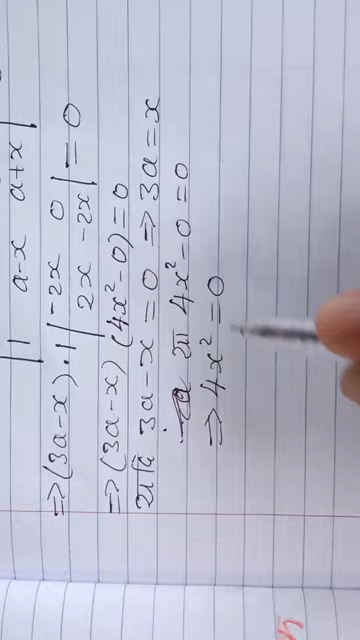 |1 a-x a+x|
⇒(3a-x).1|-2x 0
2x -2x|=0
⇒(3a-x)(4x²-0)=0
यदि 3a-x=0 ⇒ 3a=x
या 4x²-0=0
⇒4x²=0